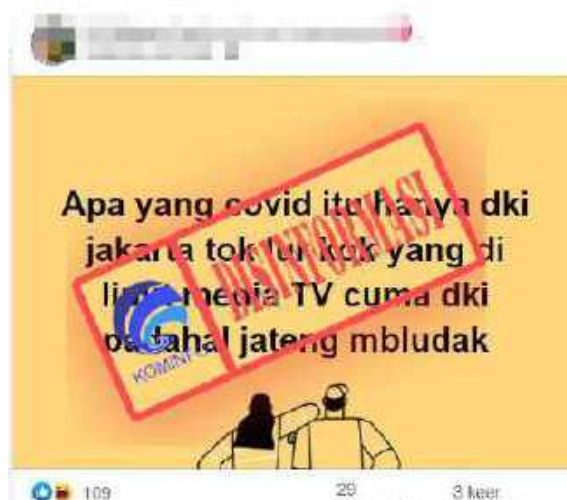 Apa yang covid itu hanya dki
jakarta tok lur kok yang di
media TV cuma dki
padahal jateng mbludak
DISINFORMASI
KOMINFO
109
29
3 keer